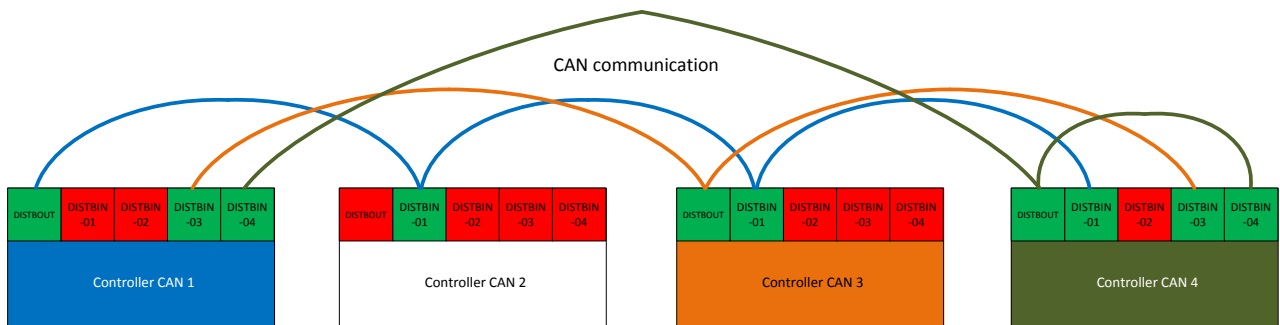 CAN communication
DISTBOUT
DISTBIN
-01
DISTBIN
-02
DISTBIN
-03
DISTBIN
-04
Controller CAN 1
DISTBOUT
DISTBIN
-01
DISTBIN
-02
DISTBIN
-03
DISTBIN
-04
Controller CAN 2
DISTBOUT
DISTBIN
-01
DISTBIN
-02
DISTBIN
-03
DISTBIN
-04
Controller CAN 3
DISTBOUT
DISTBIN
-01
DISTBIN
-02
DISTBIN
-03
DISTBIN
-04
Controller CAN 4